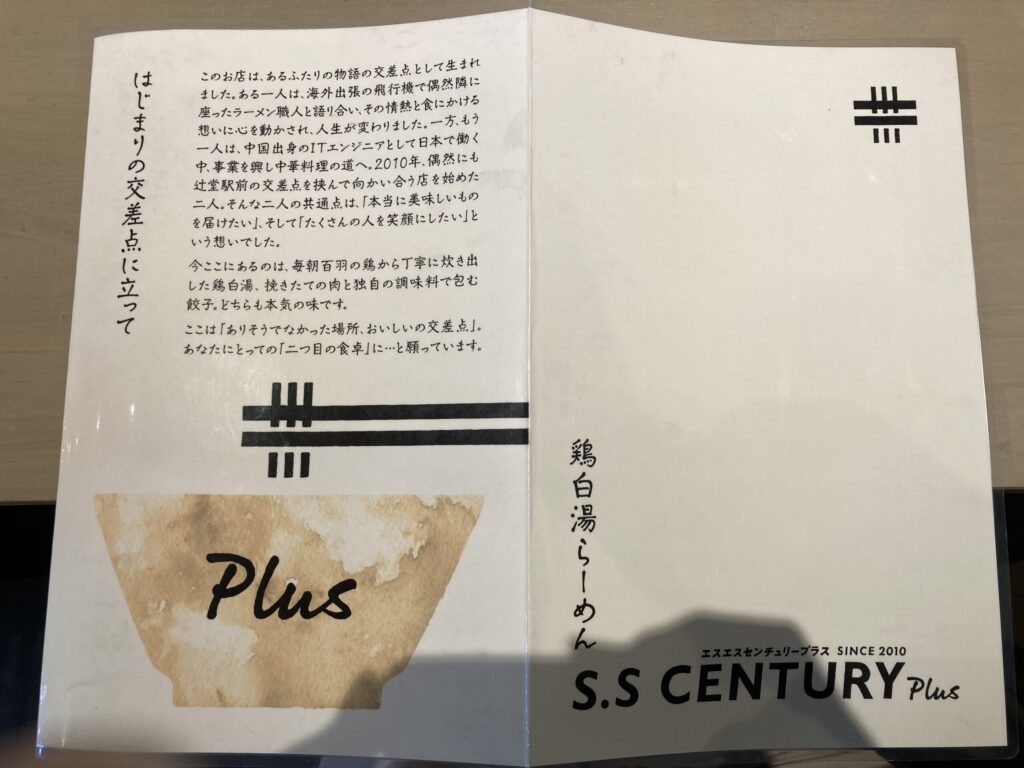 はじまりの交差点に立って
このお店は、あるふたりの物語の交差点として生まれ
ました。ある一人は、海外出張の飛行機で偶然隣に
座ったラーメン職人と語り合い、その情熱と食にかける
想いに心を動かされ、人生が変わりました。一方、もう
一人は、中国出身のITエンジニアとして日本で働く
中、事業を興し中華料理の道へ。2010年、偶然にも
辻堂駅前の交差点を挟んで向かい合う店を始めた
二人。そんな二人の共通点は、「本当に美味しいもの
を届けたい」、そして「たくさんの人を笑顔にしたい」と
いう想いでした。
今ここにあるのは、毎朝百羽の鶏から丁寧に炊き出
した鶏白湯、挽きたての肉と独自の調味料で包む
餃子。どちらも本気の味です。
ここは「ありそうでなかった場所、おいしいの交差点」。
あなたにとっての「二つ目の食卓」に…と願っています。
Plus
鶏白湯らーめん
エスエスセンチュリープラス SINCE 2010
S.S CENTURY Plus